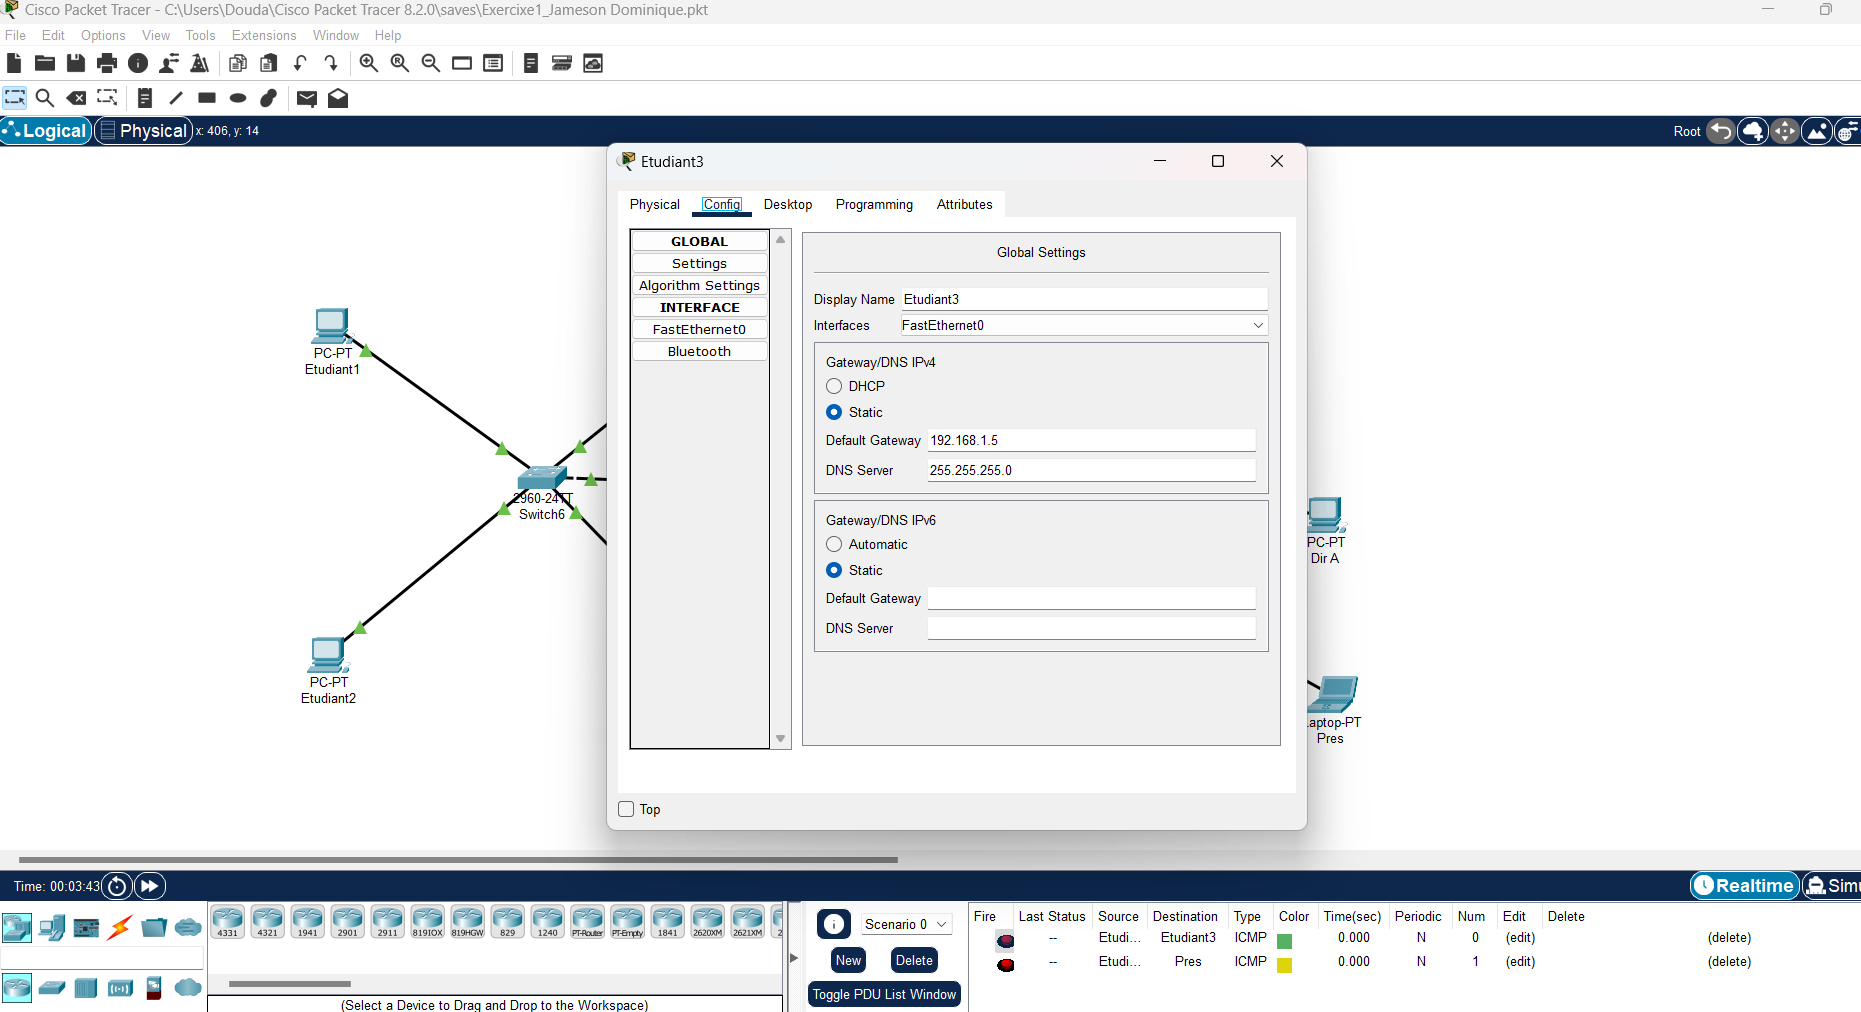 Cisco Packet Tracer - C:\Users\Douda\Cisco Packet Tracer 8.2.0\saves\Exercixe1_Jameson Dominique.pkt
File Edit Options View Tools Extensions Window Help
Logical Physical x: 406, y: 14 Root
Etudiant3
Physical Config Desktop Programming Attributes
GLOBAL
Settings
Algorithm Settings
INTERFACE
FastEthernet0
Bluetooth
Global Settings
Display Name Etudiant3
Interfaces FastEthernet0
Gateway/DNS IPv4
DHCP
Static
Default Gateway 192.168.1.5
DNS Server 255.255.255.0
Gateway/DNS IPv6
Automatic
Static
Default Gateway
DNS Server
Top
PC-PT
Etudiant1
2960-24TT
Switch6
PC-PT
Etudiant2
PC-PT
Dir A
aptop-PT
Pres
Time: 00:03:43 Realtime Simu
4331 4321 1941 2901 2911 819IOX 819HGW 829 1240 PT-Router PT-Empty 1841 2620XM 2621XM 2
(Select a Device to Drag and Drop to the Workspace)
Scenario 0
New Delete
Toggle PDU List Window
Fire Last Status Source Destination Type Color Time(sec) Periodic Num Edit Delete
-- Etudi... Etudiant3 ICMP 0.000 N 0 (edit) (delete)
-- Etudi... Pres ICMP 0.000 N 1 (edit) (delete)